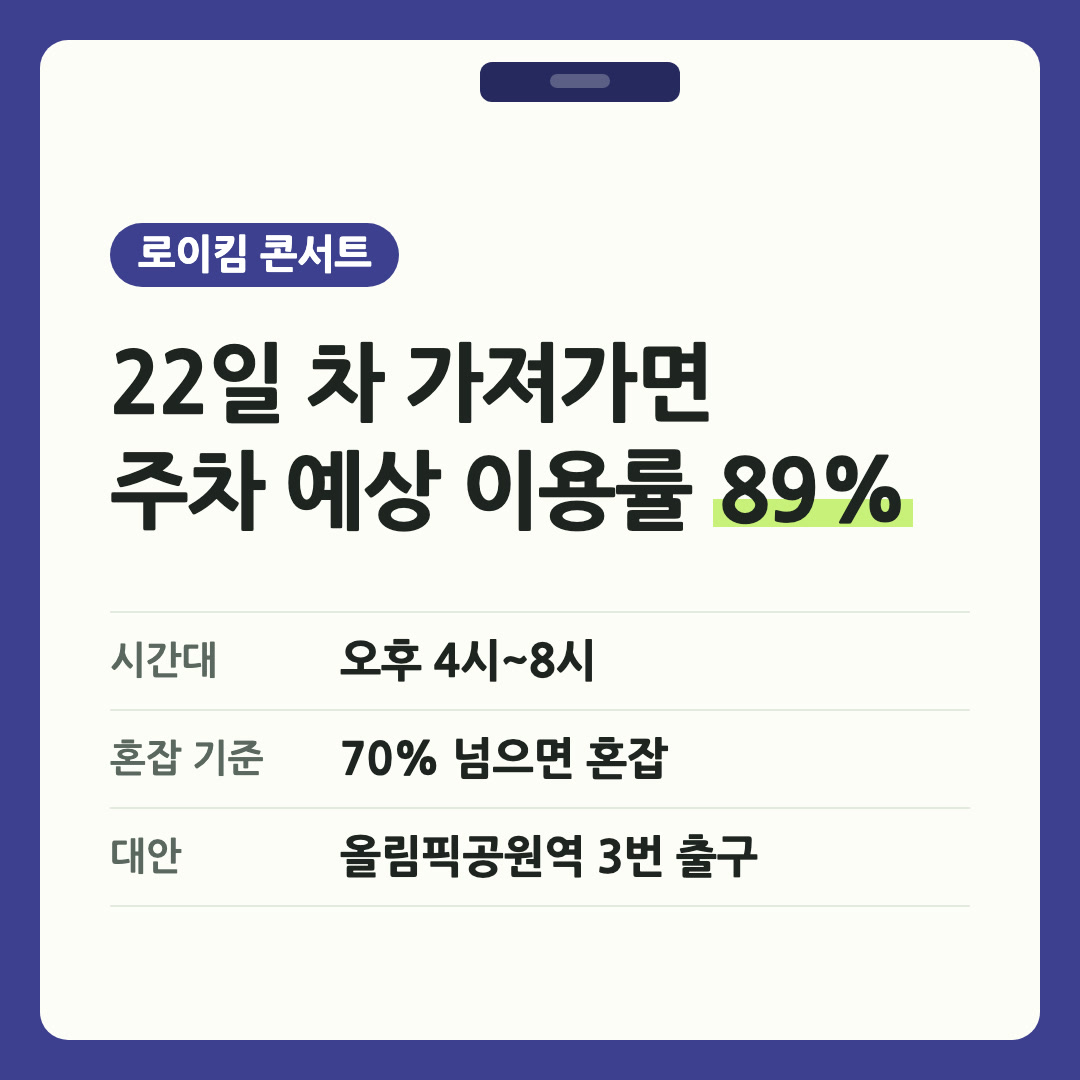 로이킴 콘서트
22일 차 가져가면
주차 예상 이용률 89%
시간대 오후 4시~8시
혼잡 기준 70% 넘으면 혼잡
대안 올림픽공원역 3번 출구